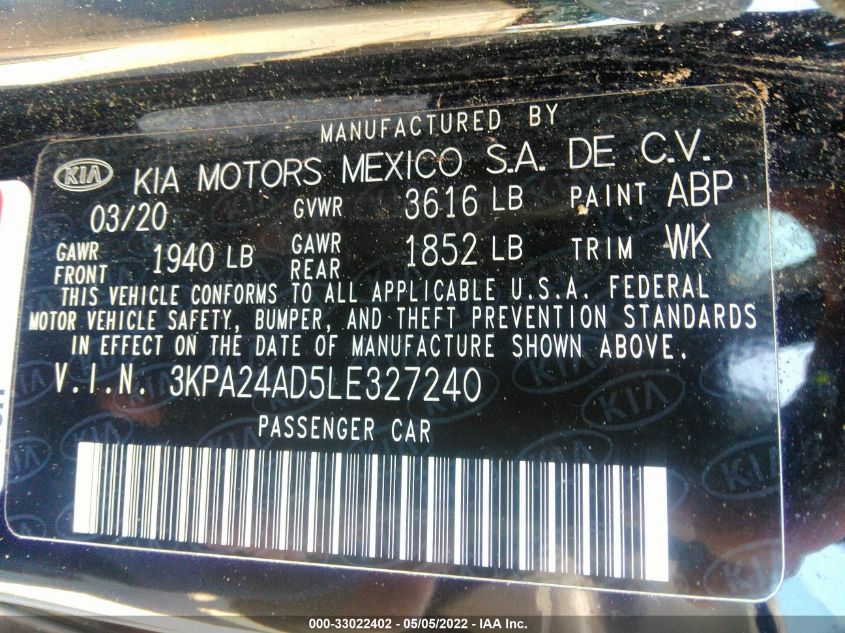 MANUFACTURED BY
KIA KIA MOTORS MEXICO S.A. DE C.V.
03/20 GVWR 3616 LB PAINT ABP
GAWR FRONT 1940 LB GAWR REAR 1852 LB TRIM WK
THIS VEHICLE CONFORMS TO ALL APPLICABLE U.S.A. FEDERAL
MOTOR VEHICLE SAFETY, BUMPER, AND THEFT PREVENTION STANDARDS
IN EFFECT ON THE DATE OF MANUFACTURE SHOWN ABOVE.
V.I.N. 3KPA24AD5LE327240
PASSENGER CAR
000-33022402 - 05/05/2022 - IAA Inc.